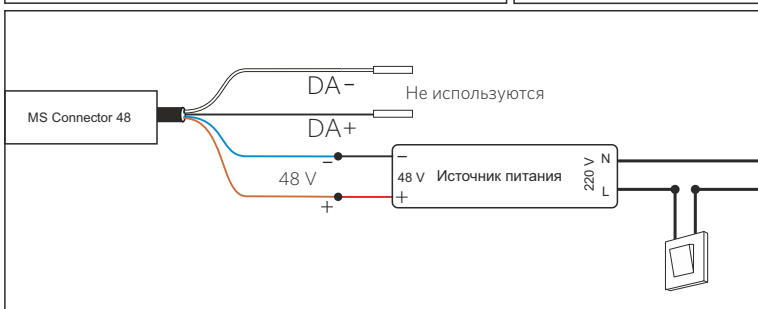 DA-
Не используются
MS Connector 48
DA+
-
-
48 V
48 V
Источник питания
220 V
N
L
+
+